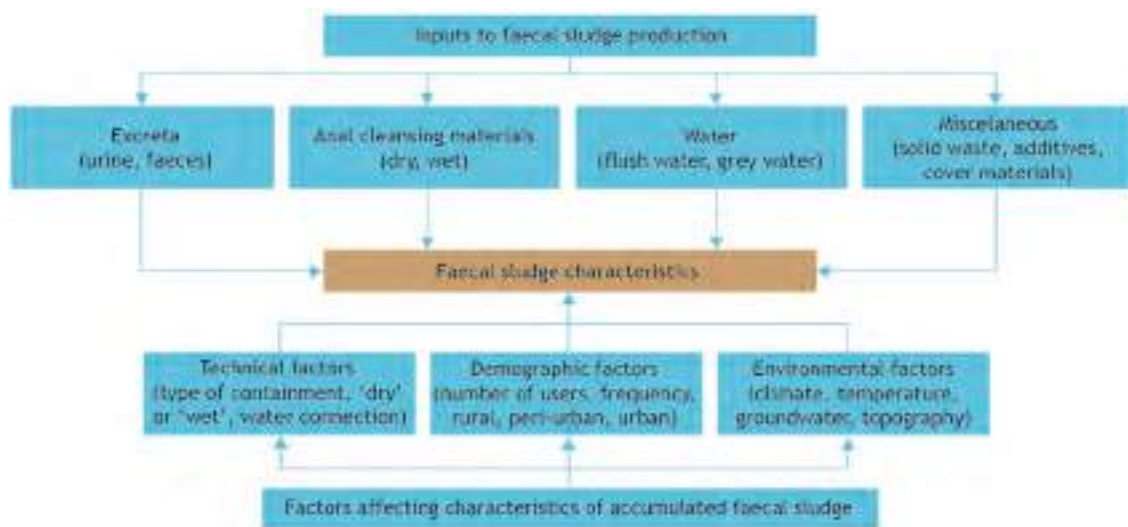 Inputs to faecal sludge production
Excreta
(urine, faeces)
Anal cleansing materials
(dry, wet)
Water
(flush water, grey water)
Miscelaneous
(solid waste, additives,
cover materials)
Faecal sludge characteristics
Technical factors
(type of containment, 'dry'
or 'wet', water connection)
Demographic factors
(number of users, frequency,
rural, peri-urban, urban)
Environmental factors
(climate, temperature,
groundwater, topography)
Factors affecting characteristics of accumulated faecal sludge